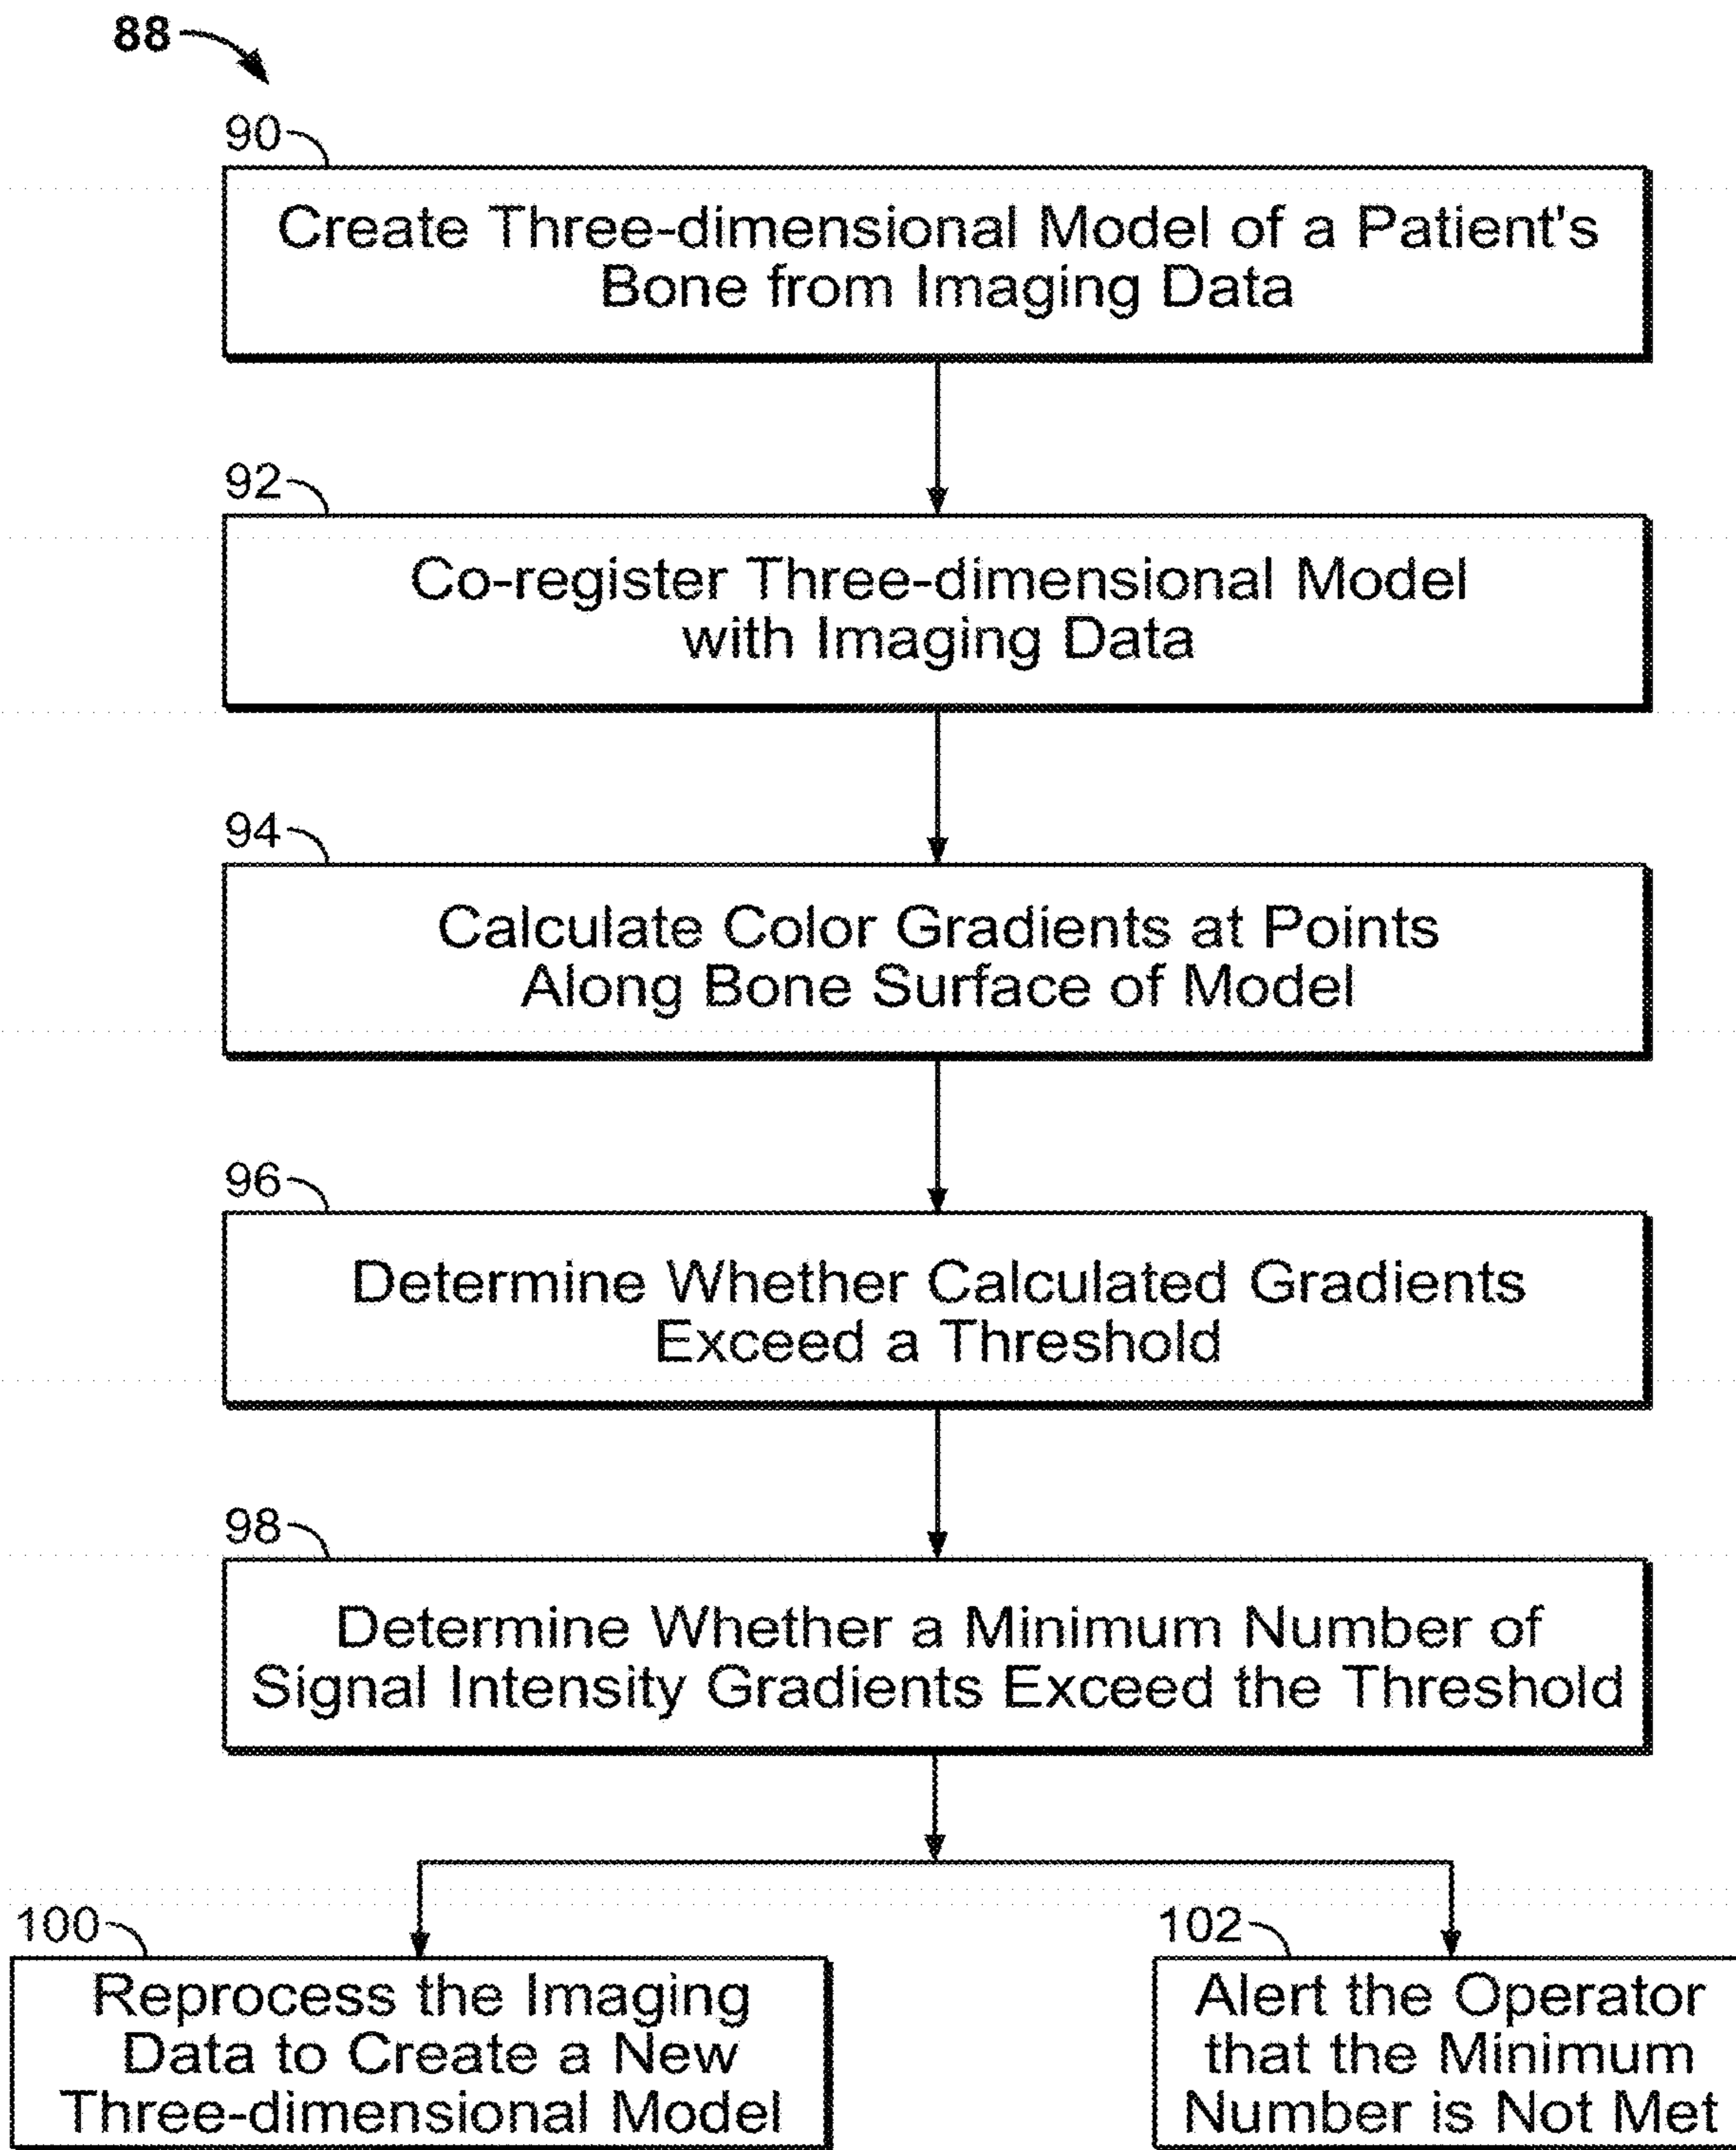 88
90
Create Three-dimensional Model of a Patient's
Bone from Imaging Data
92
Co-register Three-dimensional Model
with Imaging Data
94
Calculate Color Gradients at Points
Along Bone Surface of Model
96
Determine Whether Calculated Gradients
Exceed a Threshold
98
Determine Whether a Minimum Number of
Signal Intensity Gradients Exceed the Threshold
100
Reprocess the Imaging
Data to Create a New
Three-dimensional Model
102
Alert the Operator
that the Minimum
Number is Not Met